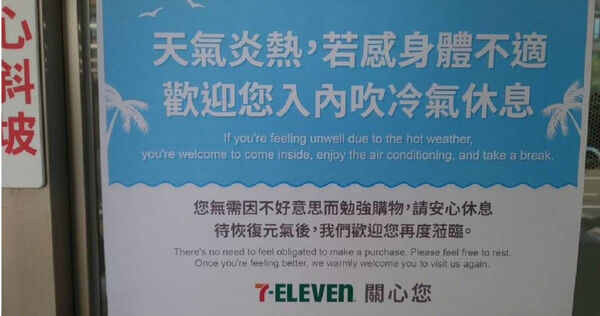 心斜坡
天氣炎熱，若感身體不適
歡迎您入內吹冷氣休息
If you're feeling unwell due to the hot weather,
you're welcome to come inside, enjoy the air conditioning, and take a break.
您無需因不好意思而勉強購物，請安心休息
待恢復元氣後，我們歡迎您再度蒞臨。
There's no need to feel obligated to make a purchase. Please feel free to rest.
Once you're feeling better, we warmly welcome you to visit us again.
7-ELEVEN 關心您